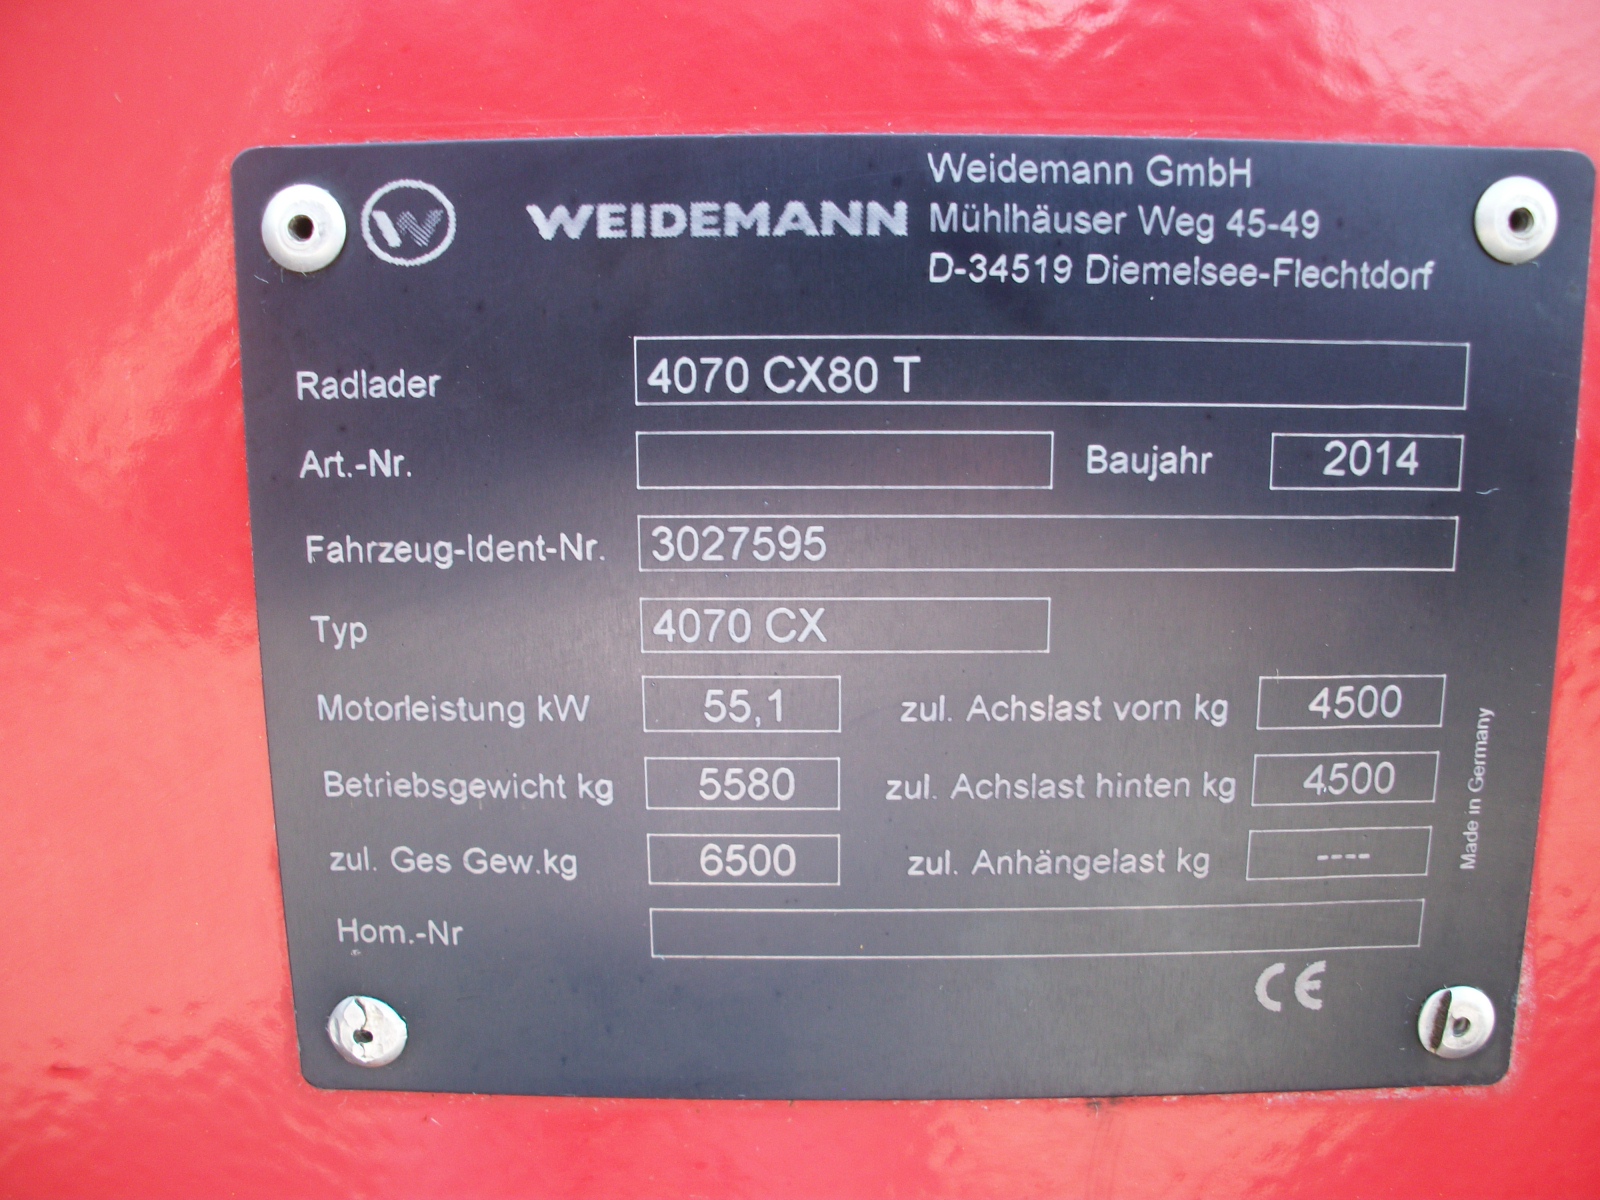 W WEIDEMANN
Weidemann GmbH
Mühlhäuser Weg 45-49
D-34519 Diemelsee-Flechtdorf
Radlader 4070 CX80 T
Art.-Nr. Baujahr 2014
Fahrzeug-Ident-Nr. 3027595
Typ 4070 CX
Motorleistung kW 55,1 zul. Achslast vorn kg 4500
Betriebsgewicht kg 5580 zul. Achslast hinten kg 4500
zul. Ges Gew.kg 6500 zul. Anhängelast kg ----
Hom.-Nr
Made in Germany
CE